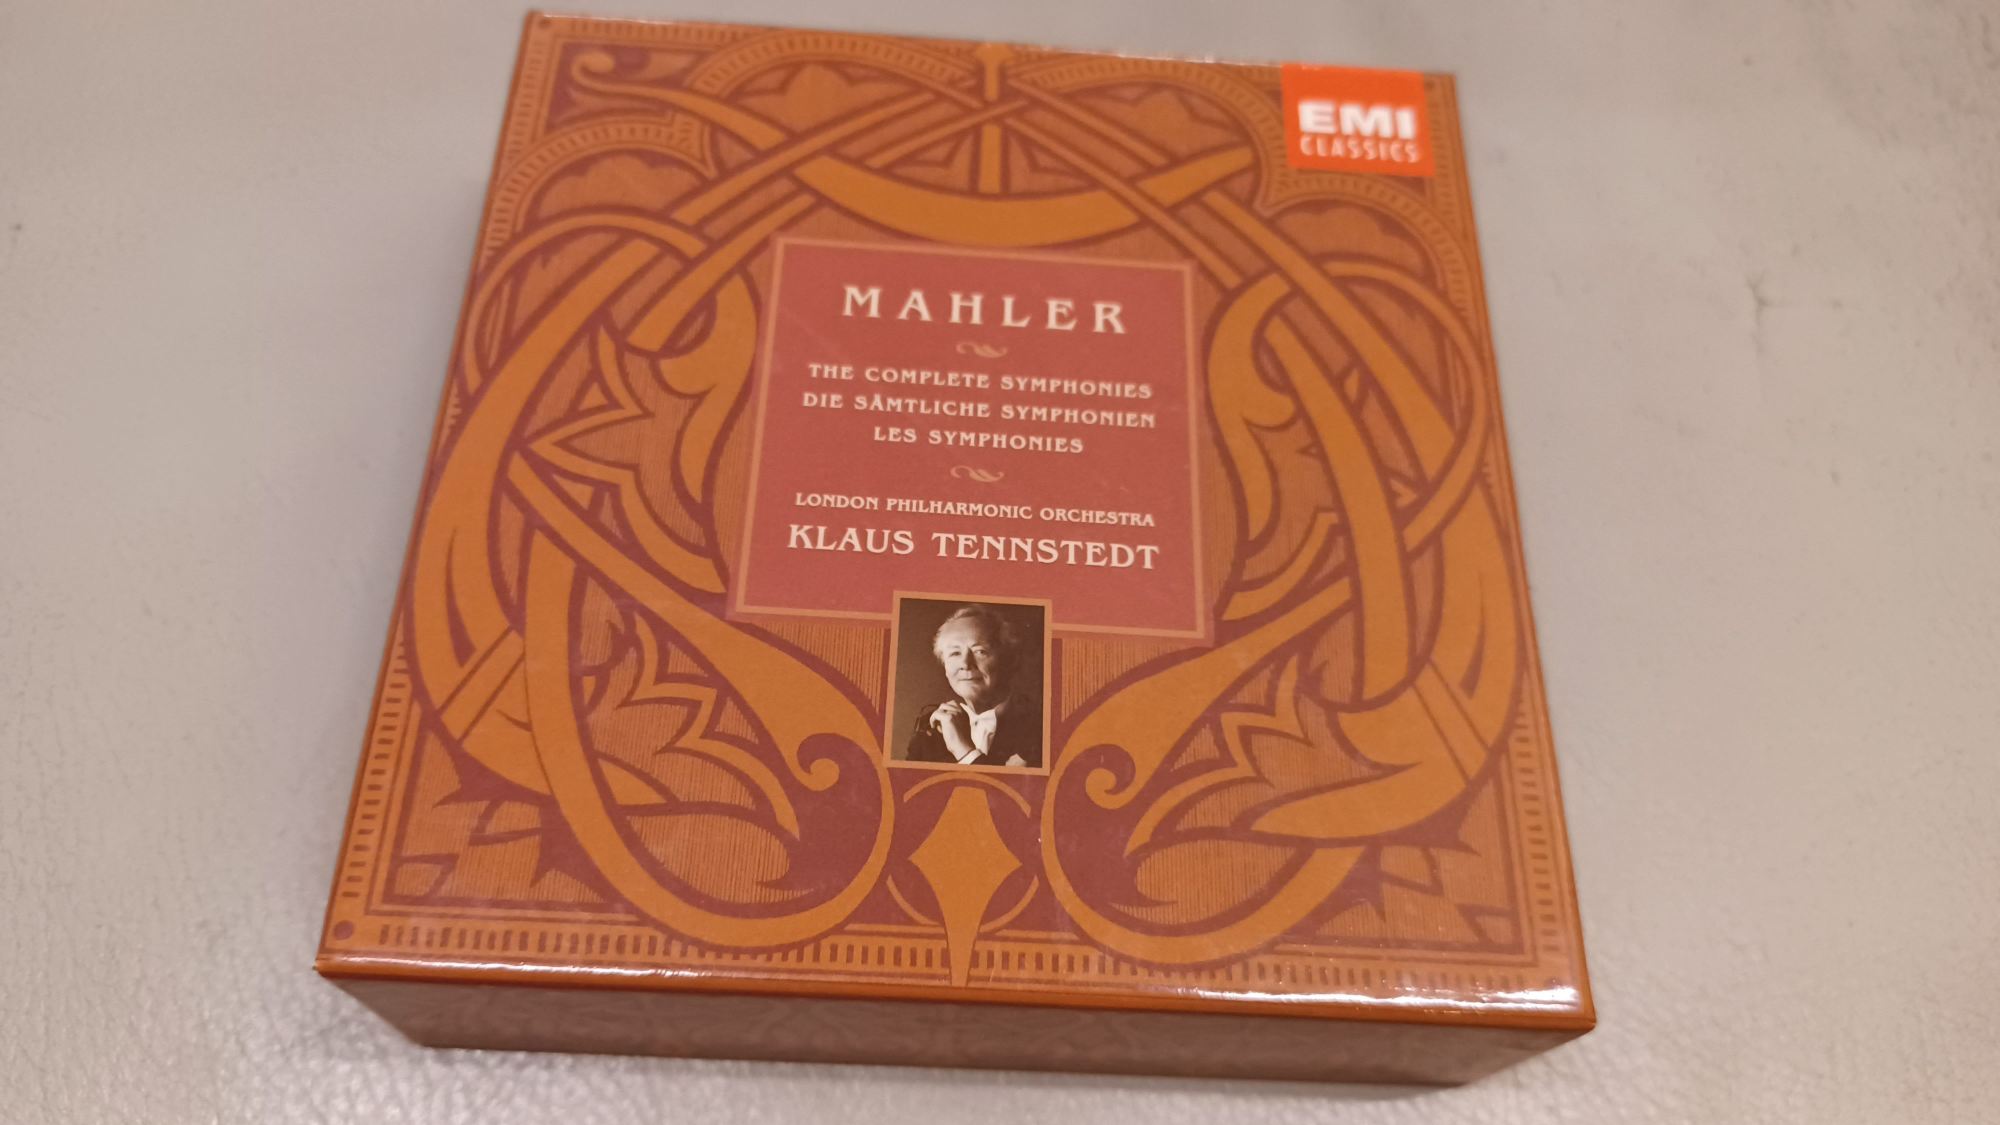 EMI
CLASSICS
MAHLER
THE COMPLETE SYMPHONIES
DIE SÄMTLICHE SYMPHONIEN
LES SYMPHONIES
LONDON PHILHARMONIC ORCHESTRA
KLAUS TENNSTEDT